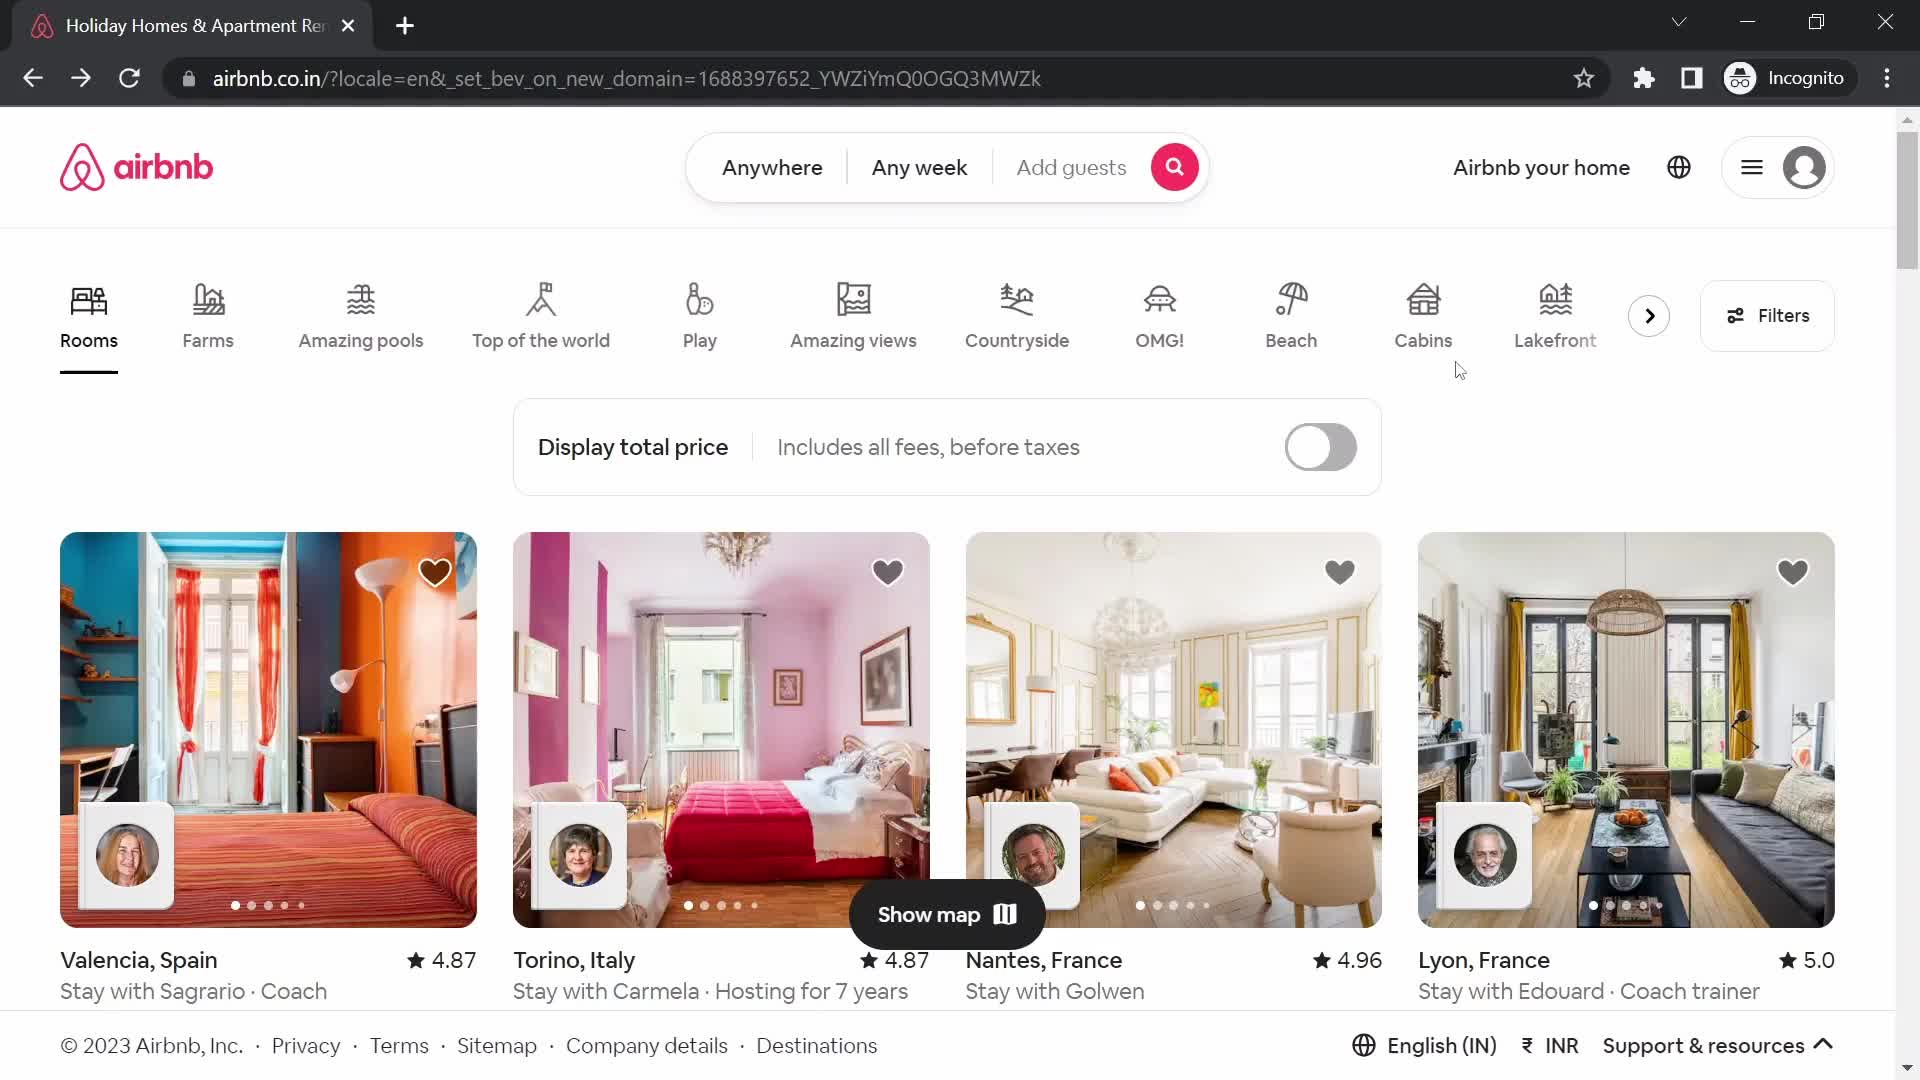 Holiday Homes & Apartment Ren
airbnb.co.in/?locale=en&_set_bev_on_new_domain=1688397652_YWZiYmQ0OGQ3MWZk
Incognito
airbnb
Anywhere
Any week
Add guests
Airbnb your home
Rooms
Farms
Amazing pools
Top of the world
Play
Amazing views
Countryside
OMG!
Beach
Cabins
Lakefront
Filters
Display total price
Includes all fees, before taxes
Show map
Valencia, Spain
4.87
Stay with Sagrario · Coach
Torino, Italy
4.87
Stay with Carmela · Hosting for 7 years
Nantes, France
4.96
Stay with Golwen
Lyon, France
5.0
Stay with Edouard · Coach trainer
© 2023 Airbnb, Inc. · Privacy · Terms · Sitemap · Company details · Destinations
English (IN)
₹ INR
Support & resources